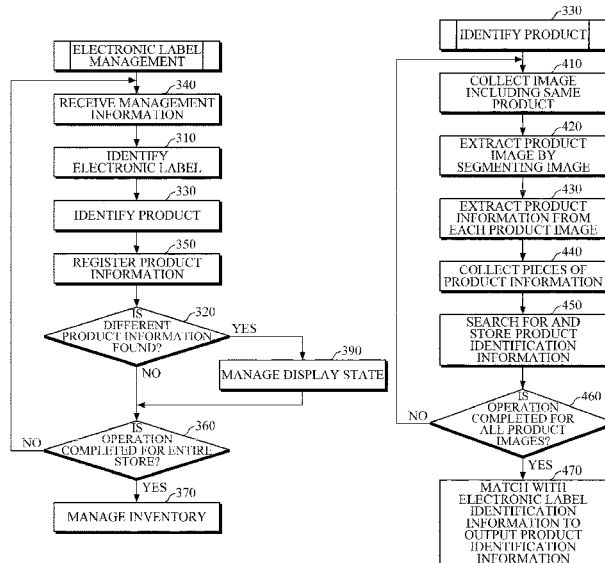 ELECTRONIC LABEL
MANAGEMENT
340
RECEIVE MANAGEMENT
INFORMATION
310
IDENTIFY
ELECTRONIC LABEL
330
IDENTIFY PRODUCT
350
REGISTER PRODUCT
INFORMATION
320
IS
DIFFERENT
PRODUCT INFORMATION
FOUND?
YES
390
MANAGE DISPLAY STATE
NO
360
IS
OPERATION
COMPLETED FOR ENTIRE
STORE?
NO
YES
370
MANAGE INVENTORY
330
IDENTIFY PRODUCT
410
COLLECT IMAGE
INCLUDING SAME
PRODUCT
420
EXTRACT PRODUCT
IMAGE BY
SEGMENTING IMAGE
430
EXTRACT PRODUCT
INFORMATION FROM
EACH PRODUCT IMAGE
440
COLLECT PIECES OF
PRODUCT INFORMATION
450
SEARCH FOR AND
STORE PRODUCT
IDENTIFICATION
INFORMATION
460
IS
OPERATION
COMPLETED FOR
ALL PRODUCT
IMAGES?
NO
YES
470
MATCH WITH
ELECTRONIC LABEL
IDENTIFICATION
INFORMATION TO
OUTPUT PRODUCT
IDENTIFICATION
INFORMATION